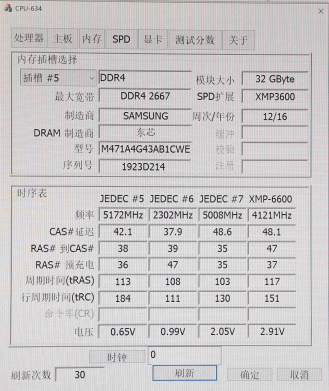 CPU-634
处理器 主板 内存 SPD 显卡 测试分数 关于
内存插槽选择
插槽 #5 DDR4 模块大小 32 GByte
最大宽带 DDR4 2667 SPD扩展 XMP3600
制造商 SAMSUNG 周次/年份 12/16
DRAM 制造商 东芯 缓冲
型号 M471A4G43AB1CWE 校验
序列号 1923D214 注册
时序表
JEDEC #5 JEDEC #6 JEDEC #7 XMP-6600
频率 5172MHz 2302MHz 5008MHz 4121MHz
CAS#延迟 42.1 37.9 48.6 48.1
RAS# 到CAS# 38 39 35 47
RAS# 预充电 36 47 35 37
周期时间(tRAS) 113 108 103 117
行周期时间(tRC) 184 111 130 151
命令率(CR)
电压 0.65V 0.99V 2.05V 2.91V
时钟 0
刷新次数 30 刷新 确定 取消